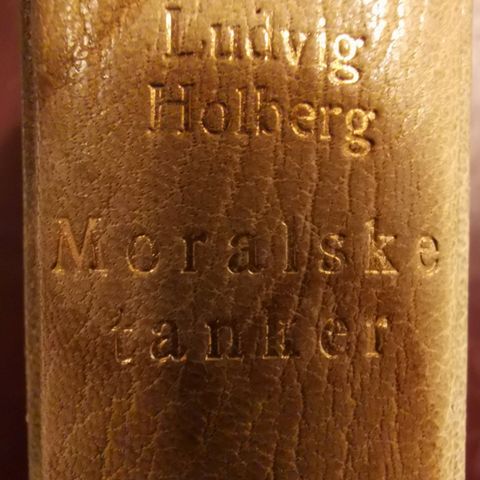 Ludvig
Holberg
Moralske
tanker